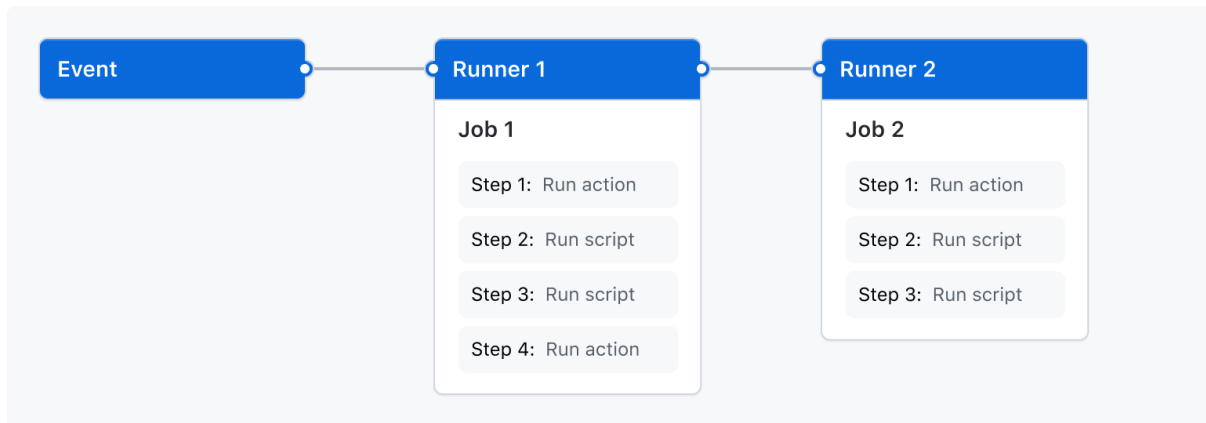 Event
Runner 1
Job 1
Step 1: Run action
Step 2: Run script
Step 3: Run script
Step 4: Run action
Runner 2
Job 2
Step 1: Run action
Step 2: Run script
Step 3: Run script